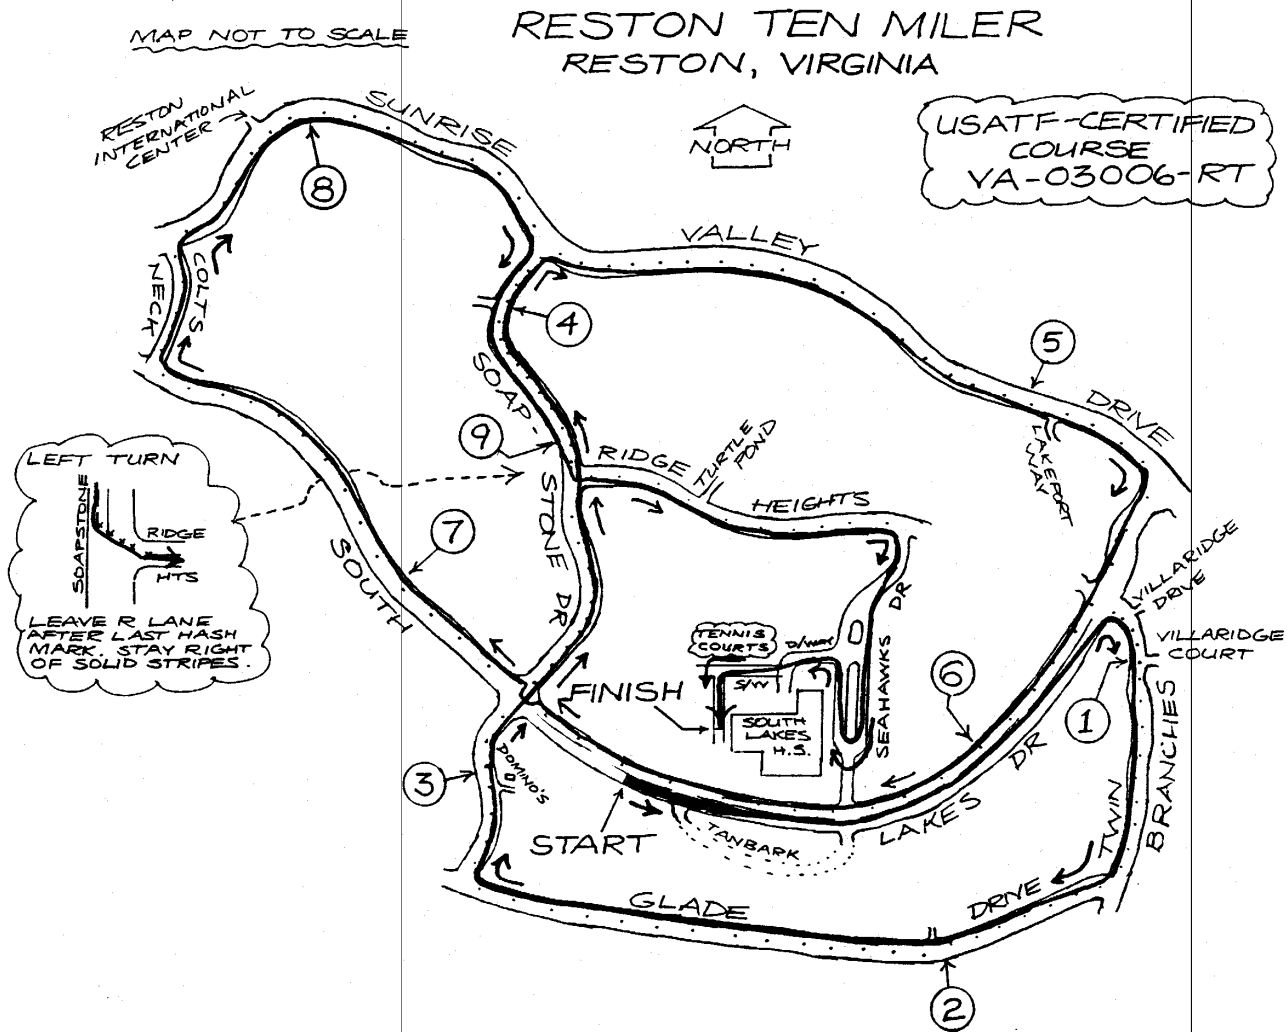 MAP NOT TO SCALE
RESTON TEN MILER
RESTON, VIRGINIA
RESTON
INTERNATIONAL
CENTER
SUNRISE
NORTH
USATF-CERTIFIED
COURSE
VA-03006-RT
8
VALLEY
NECK
COLTS
4
5
DRIVE
SOAP
9
RIDGE
TURTLE
POND
LAKEPORT
WAY
LEFT TURN
SOAPSTONE
RIDGE
HTS
LEAVE R LANE
AFTER LAST HASH
MARK. STAY RIGHT
OF SOLID STRIPES.
STONE
DR
HEIGHTS
7
SOUTH
DR
VILLARIDGE
DRIVE
VILLARIDGE
COURT
TENNIS
COURTS
D/WAY
S/W
SEAHAWKS
6
FINISH
SOUTH
LAKES
H.S.
1
3
DOMINO'S
DR
START
TANBARK
LAKES
TWIN
BRANCHES
GLADE
DRIVE
2